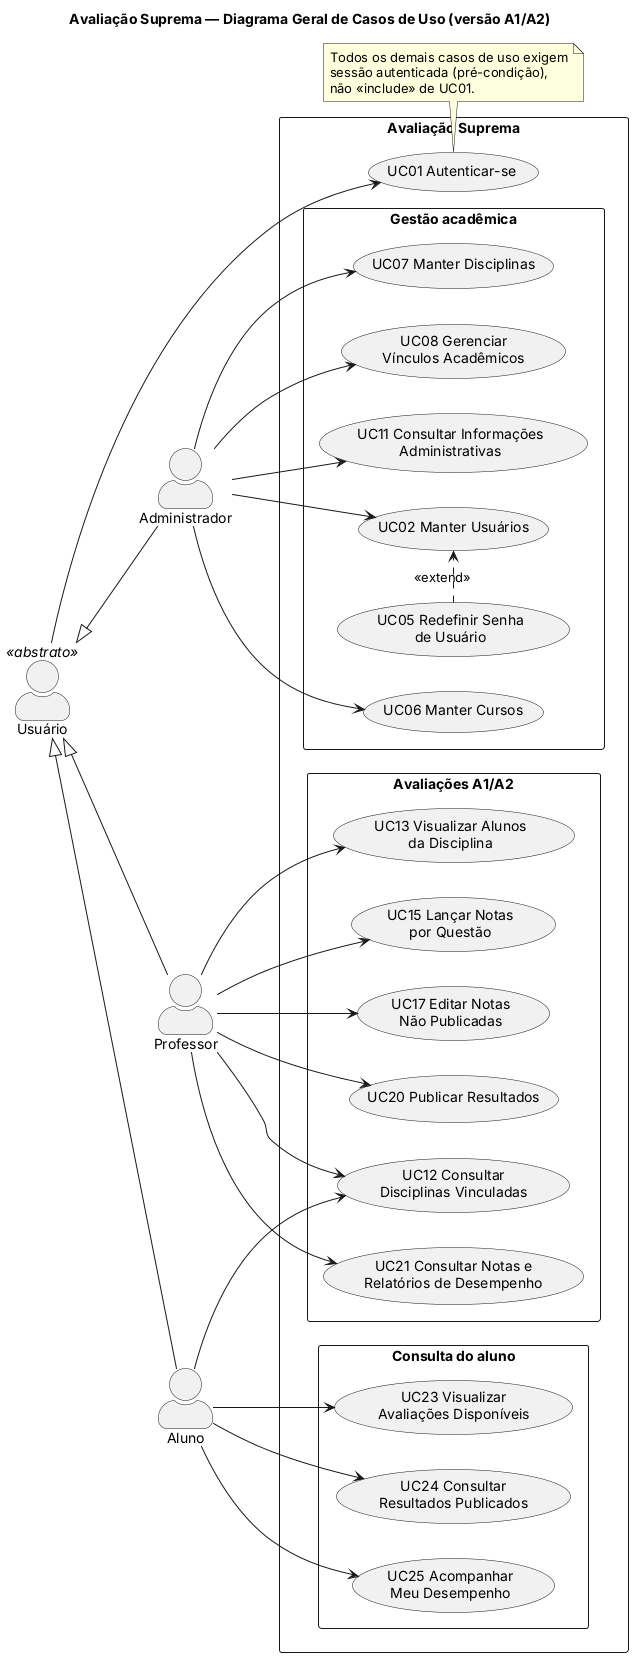 Avaliação Suprema — Diagrama Geral de Casos de Uso (versão A1/A2)
Todos os demais casos de uso exigem
sessão autenticada (pré-condição),
não «include» de UC01.
Avaliação Suprema
UC01 Autenticar-se
Gestão acadêmica
UC07 Manter Disciplinas
UC08 Gerenciar
Vínculos Acadêmicos
UC11 Consultar Informações
Administrativas
Administrador
UC02 Manter Usuários
«extend»
UC05 Redefinir Senha
de Usuário
«abstrato»
Usuário
UC06 Manter Cursos
Avaliações A1/A2
UC13 Visualizar Alunos
da Disciplina
UC15 Lançar Notas
por Questão
UC17 Editar Notas
Não Publicadas
Professor
UC20 Publicar Resultados
UC12 Consultar
Disciplinas Vinculadas
UC21 Consultar Notas e
Relatórios de Desempenho
Consulta do aluno
UC23 Visualizar
Avaliações Disponíveis
Aluno
UC24 Consultar
Resultados Publicados
UC25 Acompanhar
Meu Desempenho